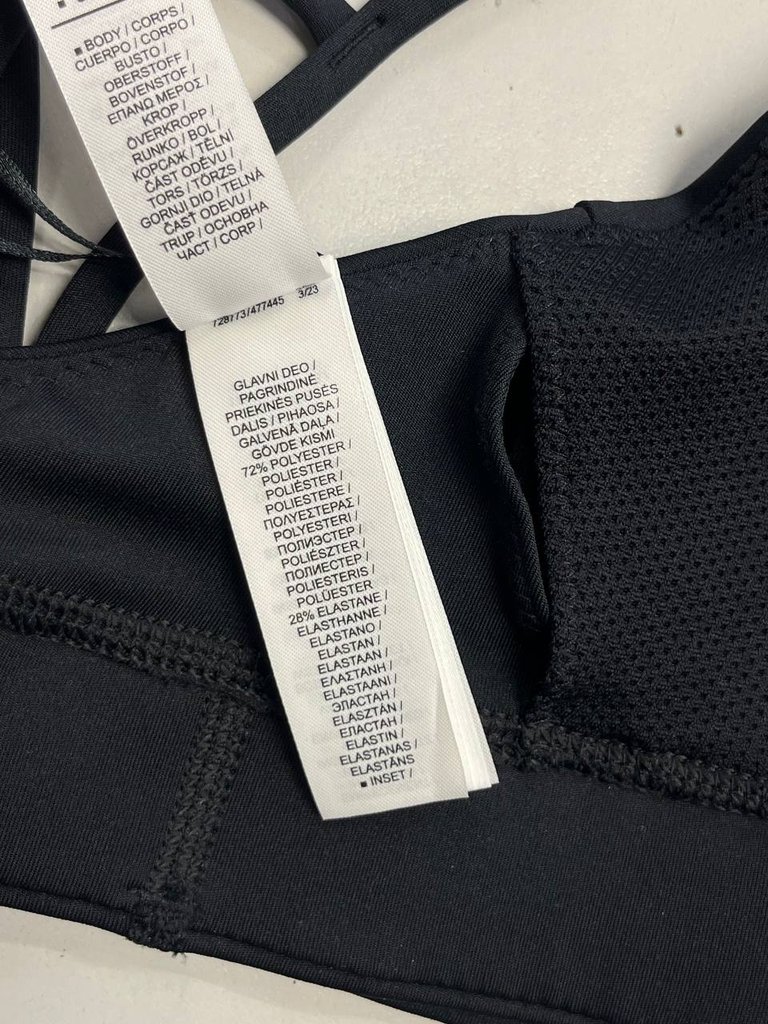 ■ BODY / CORPS /
CUERPO / CORPO /
BUSTO /
OBERSTOFF /
BOVENSTOF /
ΕΠΑΝΩ ΜΕΡΟΣ /
KROP /
ÖVERKROPP /
RUNKO / BOL /
КОРСАЖ / TĚLNÍ
ČÁST ODĚVU /
TORS / TÖRZS /
GORNJI DIO / TELNÁ
ČASŤ ODEVU /
TRUP / ОСНОВНА
ЧАСТ / CORP /
728773/477445 3/23
GLAVNI DEO /
PAGRINDINĖ
PRIEKINĖS PUSĖS
DALIS / PIHAOSA /
GALVENĀ DAĻA /
GÖVDE KISMI
72% POLYESTER /
POLIESTER /
POLIÉSTER /
POLIESTERE /
ΠΟΛΥΕΣΤΕΡΑΣ /
POLYESTERI /
ПОЛИЭСТЕР /
POLIÉSZTER /
ПОЛИЕСТЕР /
POLIESTERIS /
POLÜESTER
28% ELASTANE /
ELASTHANNE /
ELASTANO /
ELASTAN /
ELASTAAN /
ΕΛΑΣΤΑΝΗ /
ELASTAANI /
ЭЛАСТАН /
ELASZTÁN /
ЕЛАСТАН /
ELASTIN /
ELASTANAS /
ELASTĀNS
■ INSET /